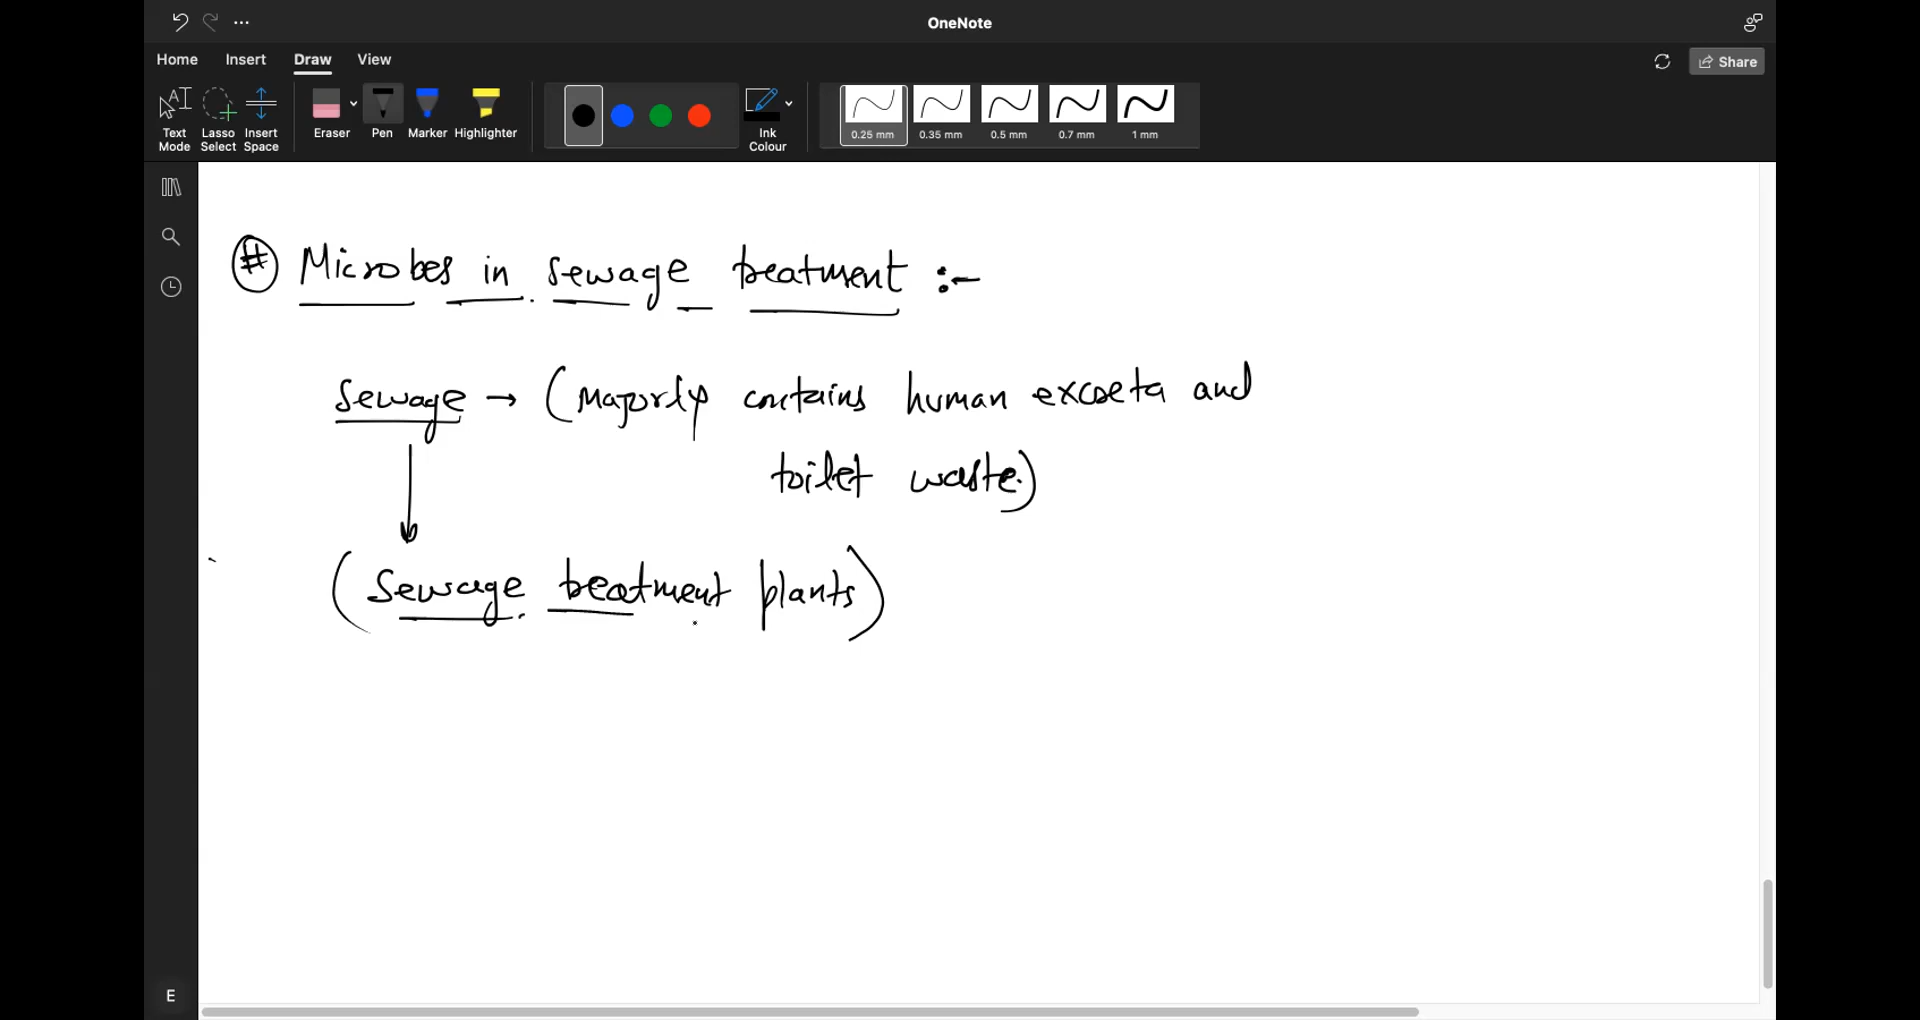 OneNote
Home Insert Draw View
Share
Text Mode
Lasso Select
Insert Space
Eraser
Pen
Marker
Highlighter
Ink Colour
0.25 mm
0.35 mm
0.5 mm
0.7 mm
1 mm
# Microbes in sewage treatment :-
Sewage → (Majorly contains human excreta and
toilet waste.)
↓
(Sewage treatment plants)
E